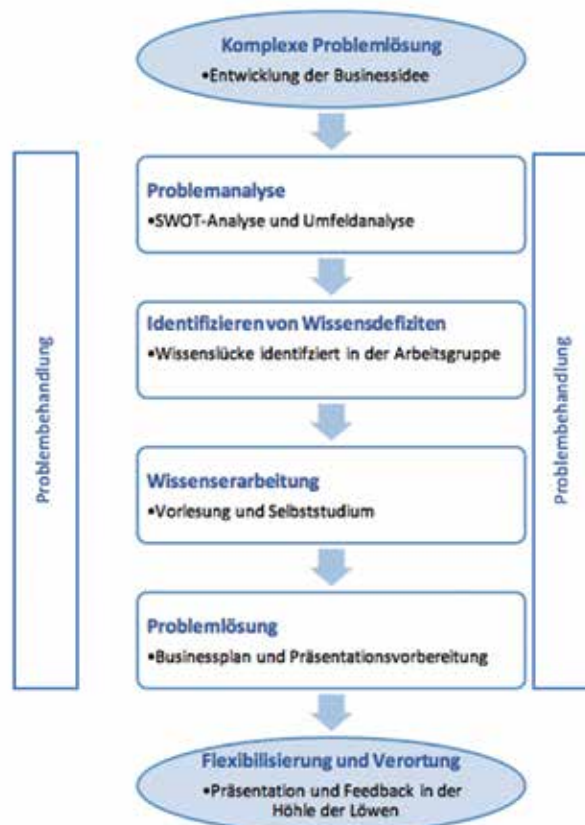 Komplexe Problemlösung
•Entwicklung der Businessidee
Problembehandlung
Problemanalyse
•SWOT-Analyse und Umfeldanalyse
Identifizieren von Wissensdefiziten
•Wissenslücke identifziert in der Arbeitsgruppe
Wissenserarbeitung
•Vorlesung und Selbststudium
Problemlösung
•Businessplan und Präsentationsvorbereitung
Problembehandlung
Flexibilisierung und Verortung
•Präsentation und Feedback in der
Höhle der Löwen